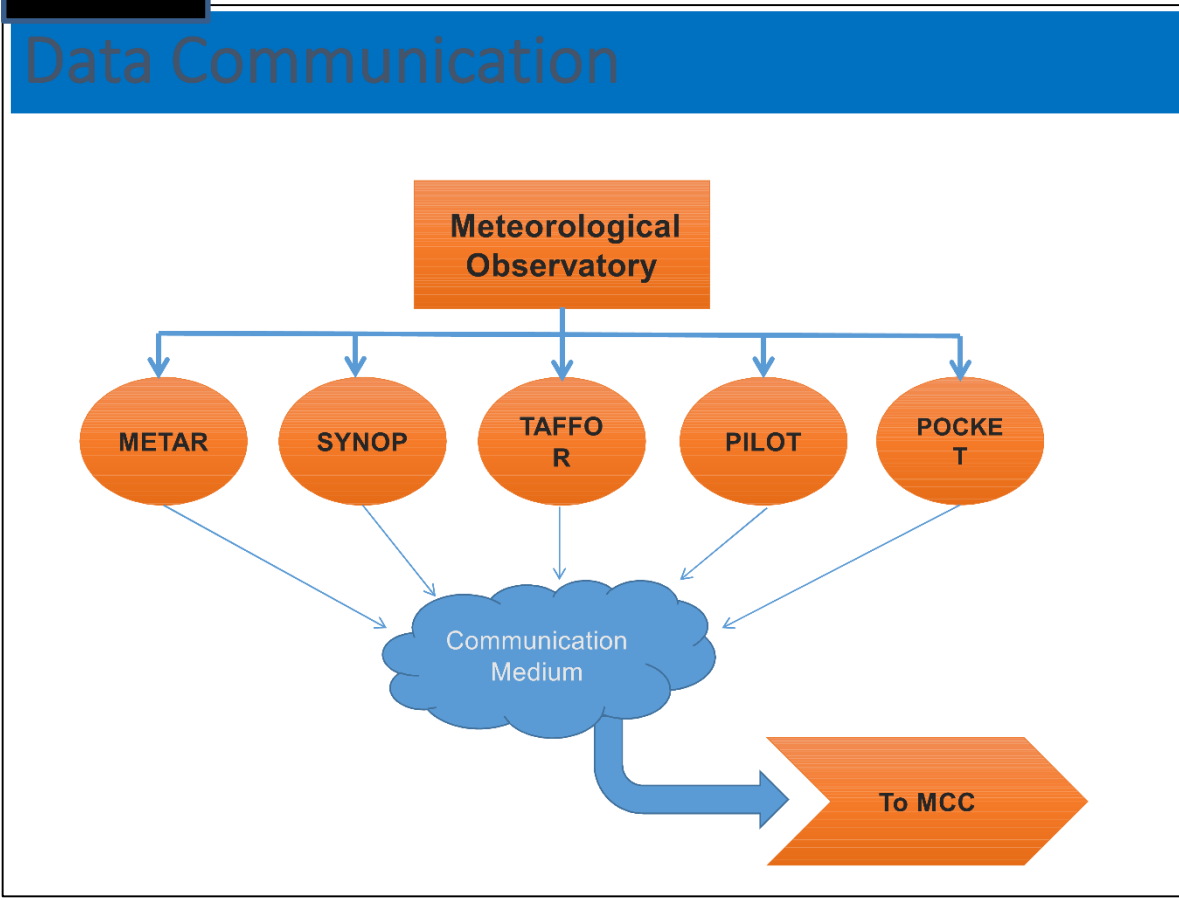 Data Communication
Meteorological
Observatory
METAR
SYNOP
TAFFO
R
PILOT
POCKE
T
Communication
Medium
To MCC